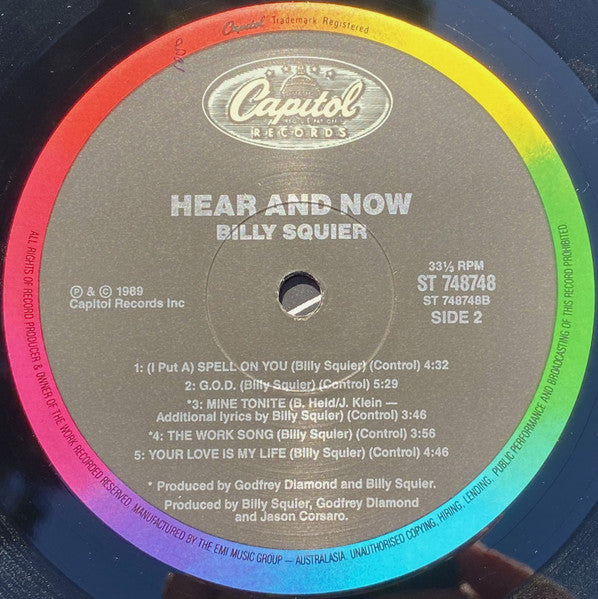 Capitol Trademark Registered
1200
Capitol
RECORDS
HEAR AND NOW
BILLY SQUIER
33⅓ RPM
℗ & © 1989
ST 748748
Capitol Records Inc
ST 748748B
SIDE 2
1: (I Put A) SPELL ON YOU (Billy Squier) (Control) 4:32
2: G.O.D. (Billy Squier) (Control) 5:29
*3: MINE TONITE (B. Held/J. Klein —
Additional lyrics by Billy Squier) (Control) 3:46
*4: THE WORK SONG (Billy Squier) (Control) 3:56
5: YOUR LOVE IS MY LIFE (Billy Squier) (Control) 4:46
* Produced by Godfrey Diamond and Billy Squier.
Produced by Billy Squier, Godfrey Diamond
and Jason Corsaro.
ALL RIGHTS OF RECORD PRODUCER & OWNER OF THE WORK RECORDED RESERVED. MANUFACTURED BY THE EMI MUSIC GROUP – AUSTRALASIA. UNAUTHORISED COPYING, HIRING, LENDING, PUBLIC PERFORMANCE AND BROADCASTING OF THIS RECORD PROHIBITED.